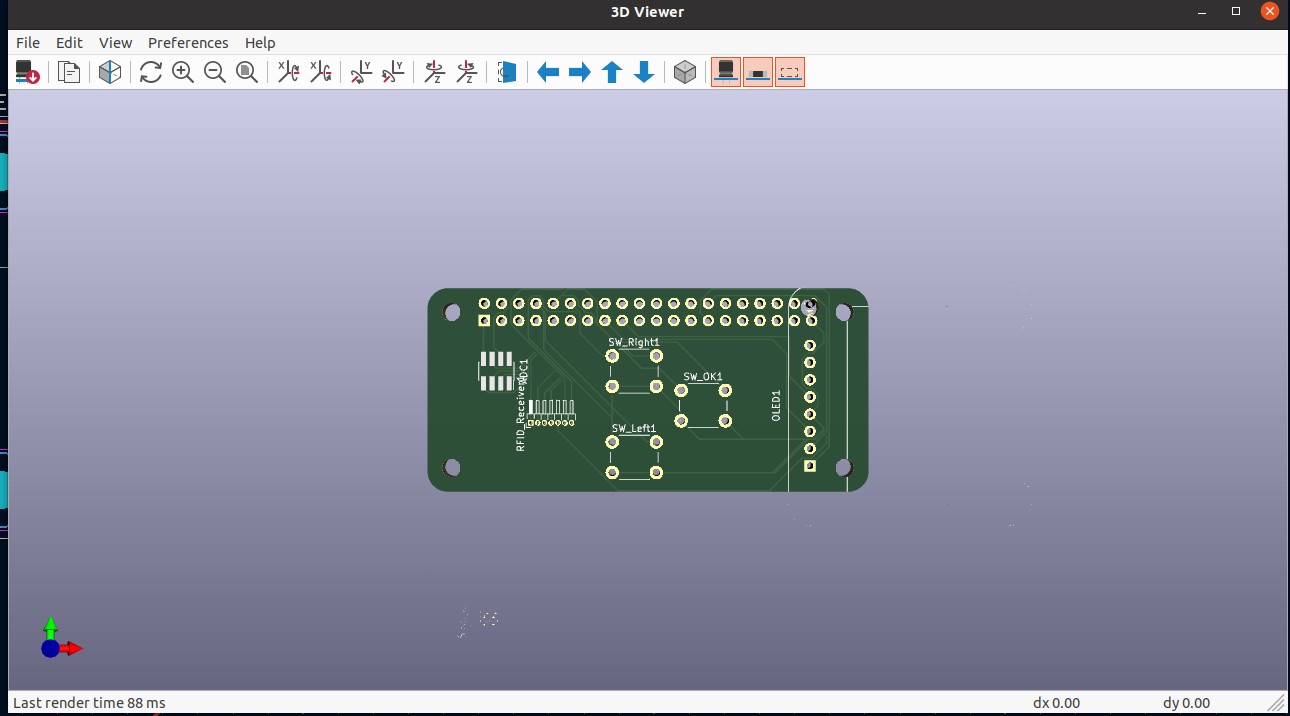 3D Viewer
File Edit View Preferences Help
SW_Right1
ADC1
SW_OK1
RFID_Receiver1
OLED1
SW_Left1
Last render time 88 ms
dx 0.00
dy 0.00